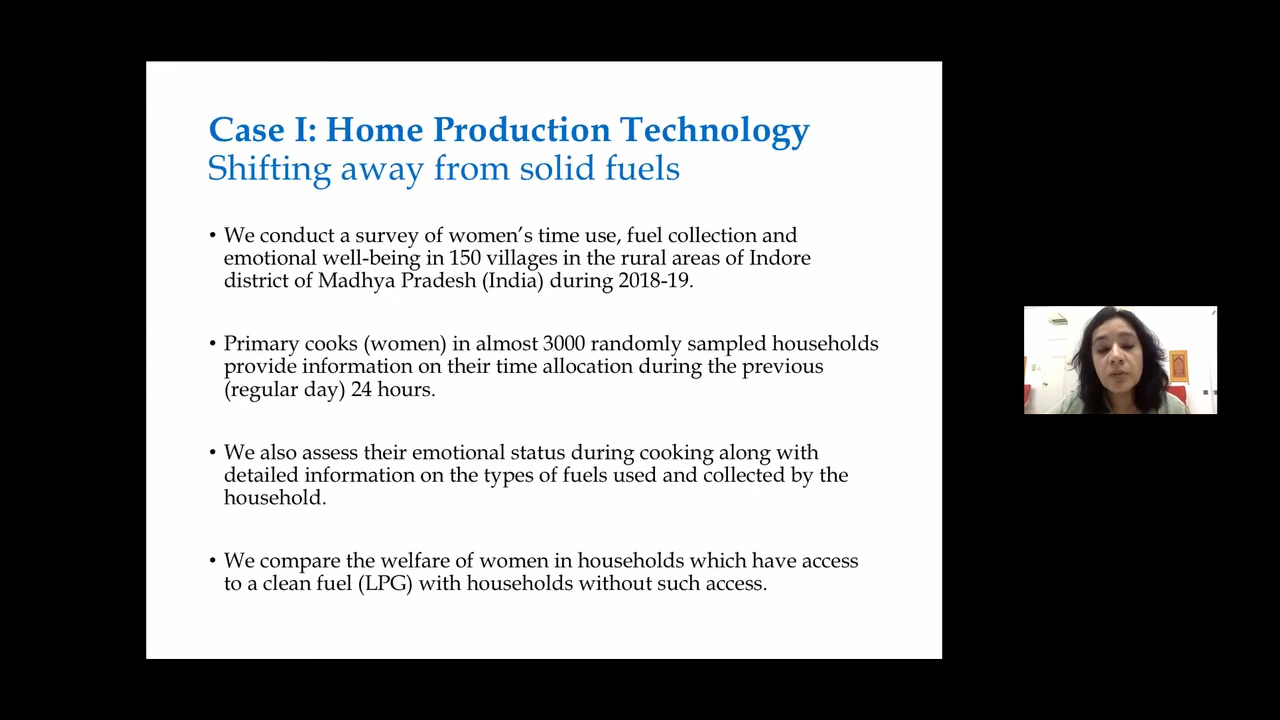 Case I: Home Production Technology
Shifting away from solid fuels
• We conduct a survey of women’s time use, fuel collection and
emotional well-being in 150 villages in the rural areas of Indore
district of Madhya Pradesh (India) during 2018-19.
• Primary cooks (women) in almost 3000 randomly sampled households
provide information on their time allocation during the previous
(regular day) 24 hours.
• We also assess their emotional status during cooking along with
detailed information on the types of fuels used and collected by the
household.
• We compare the welfare of women in households which have access
to a clean fuel (LPG) with households without such access.